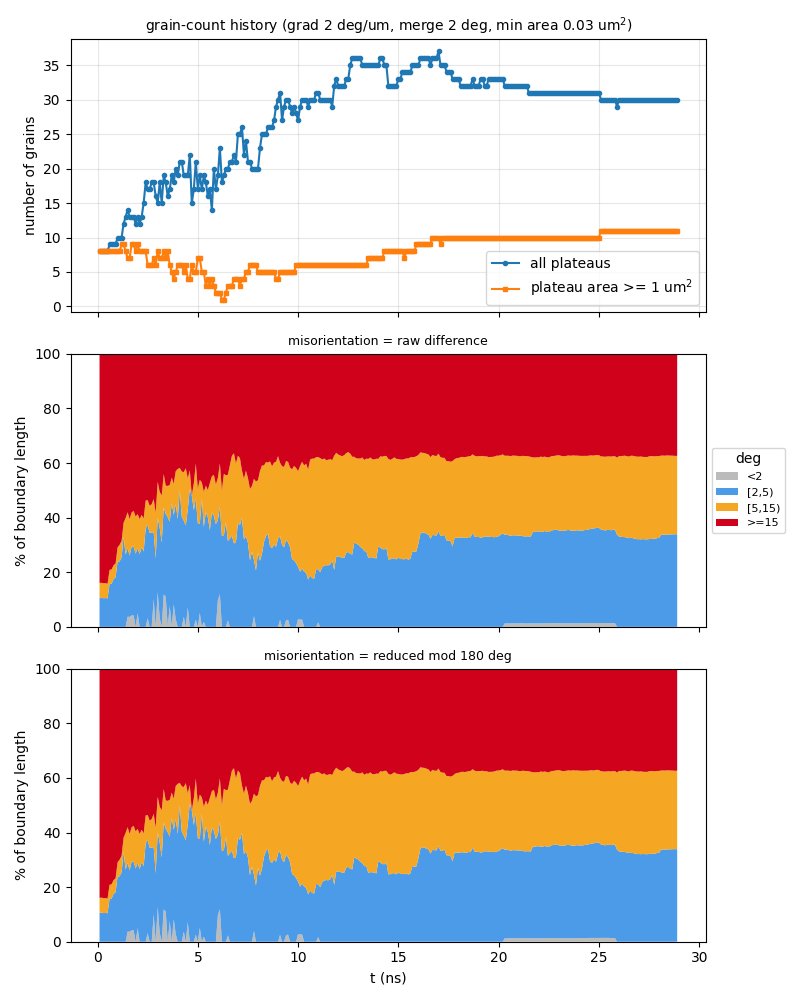 grain-count history (grad 2 deg/um, merge 2 deg, min area 0.03 um²)
number of grains
35
30
25
20
15
10
5
0
all plateaus
plateau area >= 1 um²
misorientation = raw difference
% of boundary length
100
80
60
40
20
0
deg
<2
[2,5)
[5,15)
>=15
misorientation = reduced mod 180 deg
% of boundary length
100
80
60
40
20
0
0 5 10 15 20 25 30
t (ns)